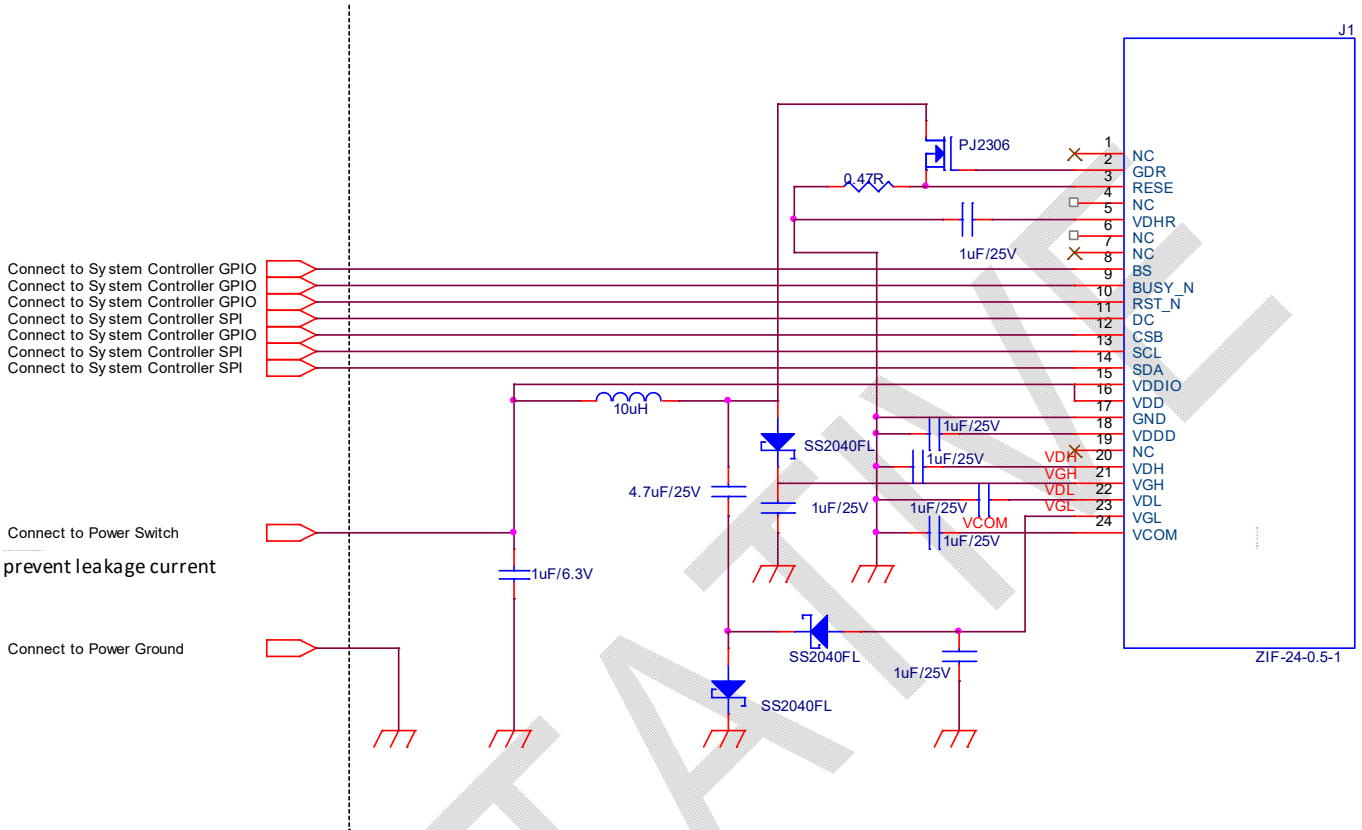 J1
PJ2306
0.47R
1uF/25V
1 NC
2 GDR
3 RESE
4 NC
5 VDHR
6 NC
7 NC
8 BS
9 BUSY_N
10 RST_N
11 DC
12 CSB
13 SCL
14 SDA
15 VDDIO
16 VDD
17 GND
18 VDDD
19 NC
20 VDH
21 VGH
22 VDL
23 VGL
24 VCOM
Connect to System Controller GPIO
Connect to System Controller GPIO
Connect to System Controller GPIO
Connect to System Controller SPI
Connect to System Controller GPIO
Connect to System Controller SPI
Connect to System Controller SPI
10uH
1uF/25V
SS2040FL
1uF/25V
VDH
VGH
VDL
VGL
4.7uF/25V
1uF/25V
1uF/25V
VCOM
1uF/25V
Connect to Power Switch
prevent leakage current
1uF/6.3V
Connect to Power Ground
SS2040FL
1uF/25V
ZIF-24-0.5-1
SS2040FL
TATIVE